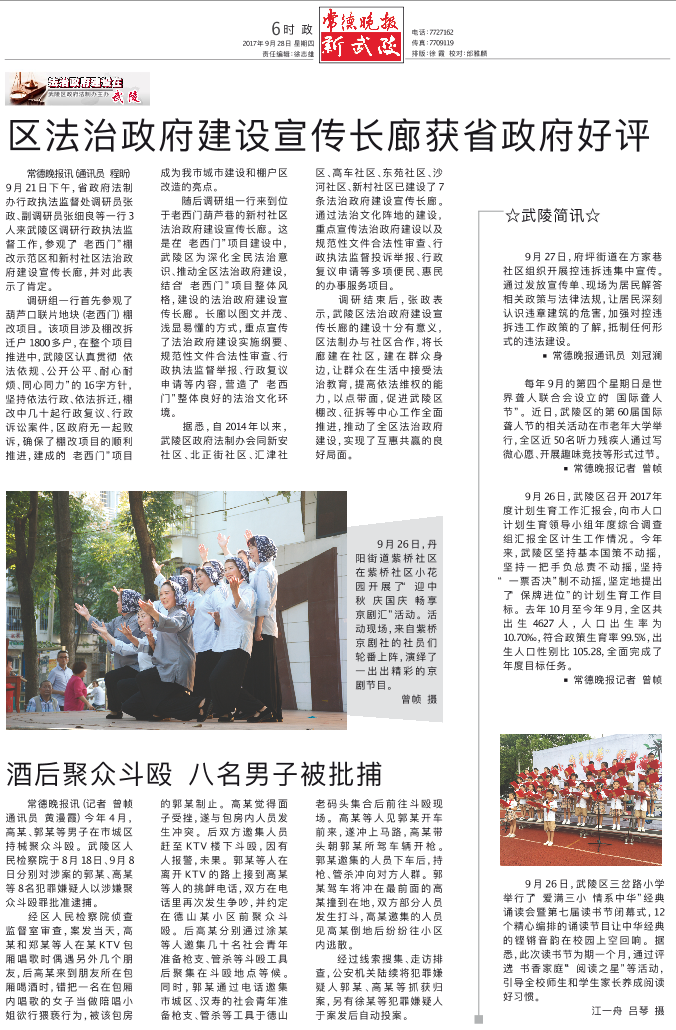 6时 政
2017年9月28日 星期四
责任编辑:徐志雄
常德晚报
新武陵
电话:7727162
传真:7709119
排版:徐 霞 校对:邰雅麟
法治政府建设在
武陵区政府法制办主办
武陵
区法治政府建设宣传长廊获省政府好评
常德晚报讯(通讯员 程昕)
9月21日下午,省政府法制
办行政执法监督处调研员张
政、副调研员张细良等一行3
人来武陵区调研行政执法监
督工作,参观了“老西门”棚
改示范区和新村社区法治政
府建设宣传长廊,并对此表
示了肯定。
调研组一行首先参观了
葫芦口联片地块(老西门)棚
改项目。该项目涉及棚改拆
迁户1800多户,在整个项目
推进中,武陵区认真贯彻“依
法依规、公开公平、耐心耐
烦、同心同力”的16字方针,
坚持依法行政、依法拆迁,棚
改中几十起行政复议、行政
诉讼案件,区政府无一起败
诉,确保了棚改项目的顺利
推进,建成的“老西门”项目
成为我市城市建设和棚户区
改造的亮点。
随后调研组一行来到位
于老西门葫芦巷的新村社区
法治政府建设宣传长廊。这
是在“老西门”项目建设中,
武陵区为深化全民法治意
识、推动全区法治政府建设,
结合“老西门”项目整体风
格,建设的法治政府建设宣
传长廊。长廊以图文并茂、
浅显易懂的方式,重点宣传
了法治政府建设实施纲要、
规范性文件合法性审查、行
政执法监督举报、行政复议
申请等内容,营造了“老西
门”整体良好的法治文化环
境。
据悉,自2014年以来,
武陵区政府法制办会同新安
社区、北正街社区、汇津社
区、高车社区、东苑社区、沙
河社区、新村社区已建设了7
条法治政府建设宣传长廊。
通过法治文化阵地的建设,
重点宣传法治政府建设以及
规范性文件合法性审查、行
政执法监督投诉举报、行政
复议申请等多项便民、惠民
的办事服务项目。
调研结束后,张政表
示,武陵区法治政府建设宣
传长廊的建设十分有意义,
区法制办与社区合作,将长
廊建在社区,建在群众身
边,让群众在生活中接受法
治教育,提高依法维权的能
力,以点带面,促进武陵区
棚改、征拆等中心工作全面
推进,推动了全区法治政府
建设,实现了互惠共赢的良
好局面。
9月26日,丹
阳街道紫桥社区
在紫桥社区小花
园开展了“迎中
秋 庆国庆 畅享
京剧汇”活动。活
动现场,来自紫桥
京剧社的社员们
轮番上阵,演绎了
一出出精彩的京
剧节目。
曾帧 摄
酒后聚众斗殴 八名男子被批捕
常德晚报讯(记者 曾帧
通讯员 黄漫霞)今年4月,
高某、郭某等男子在市城区
持械聚众斗殴。武陵区人
民检察院于8月18日、9月8
日分别对涉案的郭某、高某
等8名犯罪嫌疑人以涉嫌聚
众斗殴罪批准逮捕。
经区人民检察院侦查
监督室审查,案发当天,高
某和郑某等人在某KTV包
厢唱歌时偶遇另外几个朋
友,后高某来到朋友所在包
厢喝酒时,错把一名在包厢
内唱歌的女子当做陪唱小
姐欲行猥亵行为,被该包房
的郭某制止。高某觉得面
子受挫,遂与包房内人员发
生冲突。后双方邀集人员
赶至KTV楼下斗殴,因有
人报警,未果。郭某等人在
离开KTV的路上接到高某
等人的挑衅电话,双方在电
话里再次发生争吵,并约定
在德山某小区前聚众斗
殴。后高某分别通过涂某
等人邀集几十名社会青年
准备枪支、管杀等斗殴工具
后聚集在斗殴地点等候。
同时,郭某通过电话邀集
市城区、汉寿的社会青年准
备枪支、管杀等工具于德山
老码头集合后前往斗殴现
场。高某等人见郭某开车
前来,遂冲上马路,高某带
头朝郭某所驾车辆开枪。
郭某邀集的人员下车后,持
枪、管杀冲向对方人群。郭
某驾车将冲在最前面的高
某撞到在地,双方部分人员
发生打斗,高某邀集的人员
见高某倒地后纷纷往小区
内逃散。
经过线索搜集、走访排
查,公安机关陆续将犯罪嫌
疑人郭某、高某等抓获归
案,另有徐某等犯罪嫌疑人
于案发后自动投案。
☆武陵简讯☆
9月27日,府坪街道在方家巷
社区组织开展控违拆违集中宣传。
通过发放宣传单、现场为居民解答
相关政策与法律法规,让居民深刻
认识违章建筑的危害,加强对控违
拆违工作政策的了解,抵制任何形
式的违法建设。
■ 常德晚报通讯员 刘冠澜
每年9月的第四个星期日是世
界聋人联合会设立的“国际聋人
节”。近日,武陵区的第60届国际
聋人节的相关活动在市老年大学举
行,全区近50名听力残疾人通过写
微心愿、开展趣味竞技等形式过节。
■ 常德晚报记者 曾帧
9月26日,武陵区召开2017年
度计划生育工作汇报会,向市人口
计划生育领导小组年度综合调查
组汇报全区计生工作情况。今年
来,武陵区坚持基本国策不动摇,
坚持一把手负总责不动摇,坚持
“一票否决”制不动摇,坚定地提出
了“保牌进位”的计划生育工作目
标。去年10月至今年9月,全区共
出生4627人,人口出生率为
10.70‰,符合政策生育率99.5%,出
生人口性别比105.28,全面完成了
年度目标任务。
■ 常德晚报记者 曾帧
9月26日,武陵区三岔路小学
举行了“爱满三小 情系中华”经典
诵读会暨第七届读书节闭幕式,12
个精心编排的诵读节目让中华经典
的铿锵音韵在校园上空回响。据
悉,此次读书节为期一个月,通过评
选“书香家庭”“阅读之星”等活动,
引导全校师生和学生家长养成阅读
好习惯。
江一舟 吕琴 摄